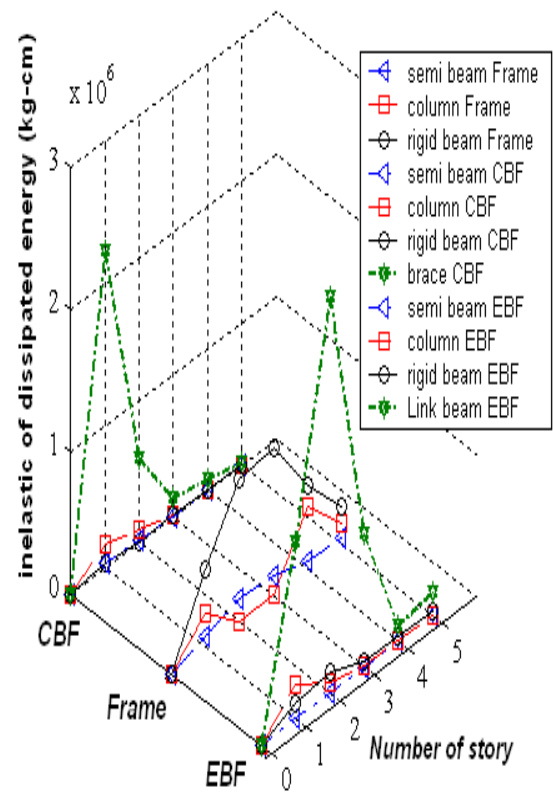 inelastic of dissipated energy (kg-cm)
x 10^6
3
2
1
0
CBF
Frame
EBF
0
1
2
3
4
5
Number of story
semi beam Frame
column Frame
rigid beam Frame
semi beam CBF
column CBF
rigid beam CBF
brace CBF
semi beam EBF
column EBF
rigid beam EBF
Link beam EBF